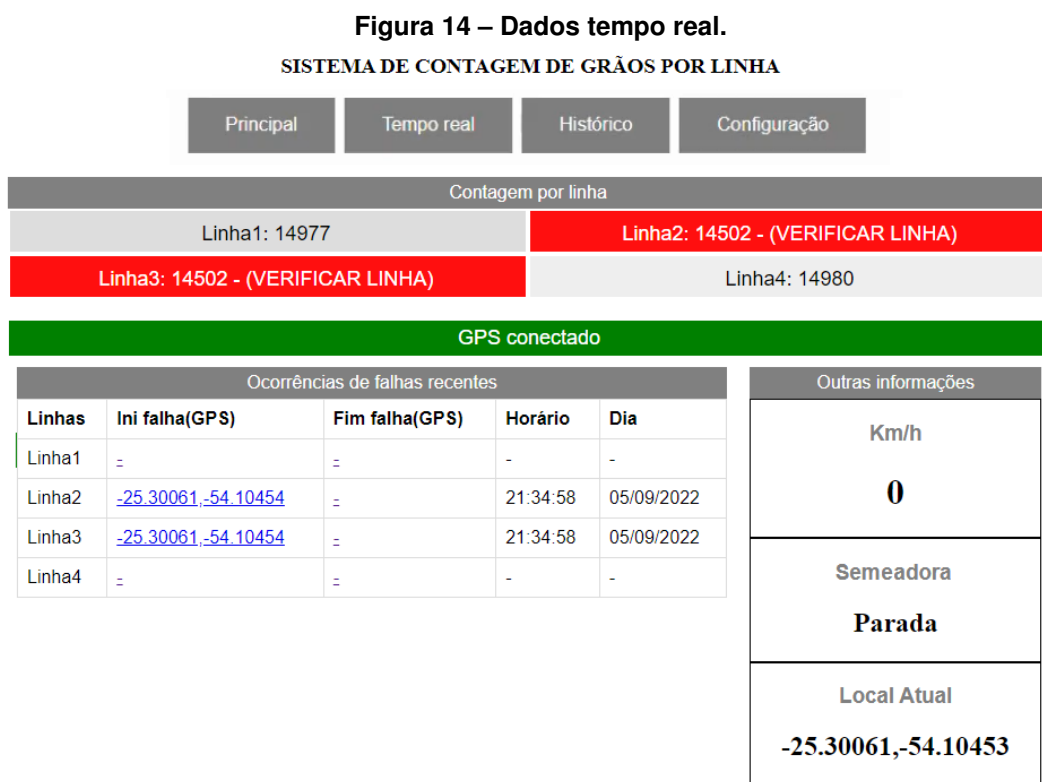 Figura 14 – Dados tempo real.
SISTEMA DE CONTAGEM DE GRÃOS POR LINHA
Principal Tempo real Histórico Configuração
Contagem por linha
Linha1: 14977 Linha2: 14502 - (VERIFICAR LINHA)
Linha3: 14502 - (VERIFICAR LINHA) Linha4: 14980
GPS conectado
Ocorrências de falhas recentes
Linhas Ini falha(GPS) Fim falha(GPS) Horário Dia
Linha1 - - - -
Linha2 -25.30061,-54.10454 - 21:34:58 05/09/2022
Linha3 -25.30061,-54.10454 - 21:34:58 05/09/2022
Linha4 - - - -
Outras informações
Km/h
0
Semeadora
Parada
Local Atual
-25.30061,-54.10453